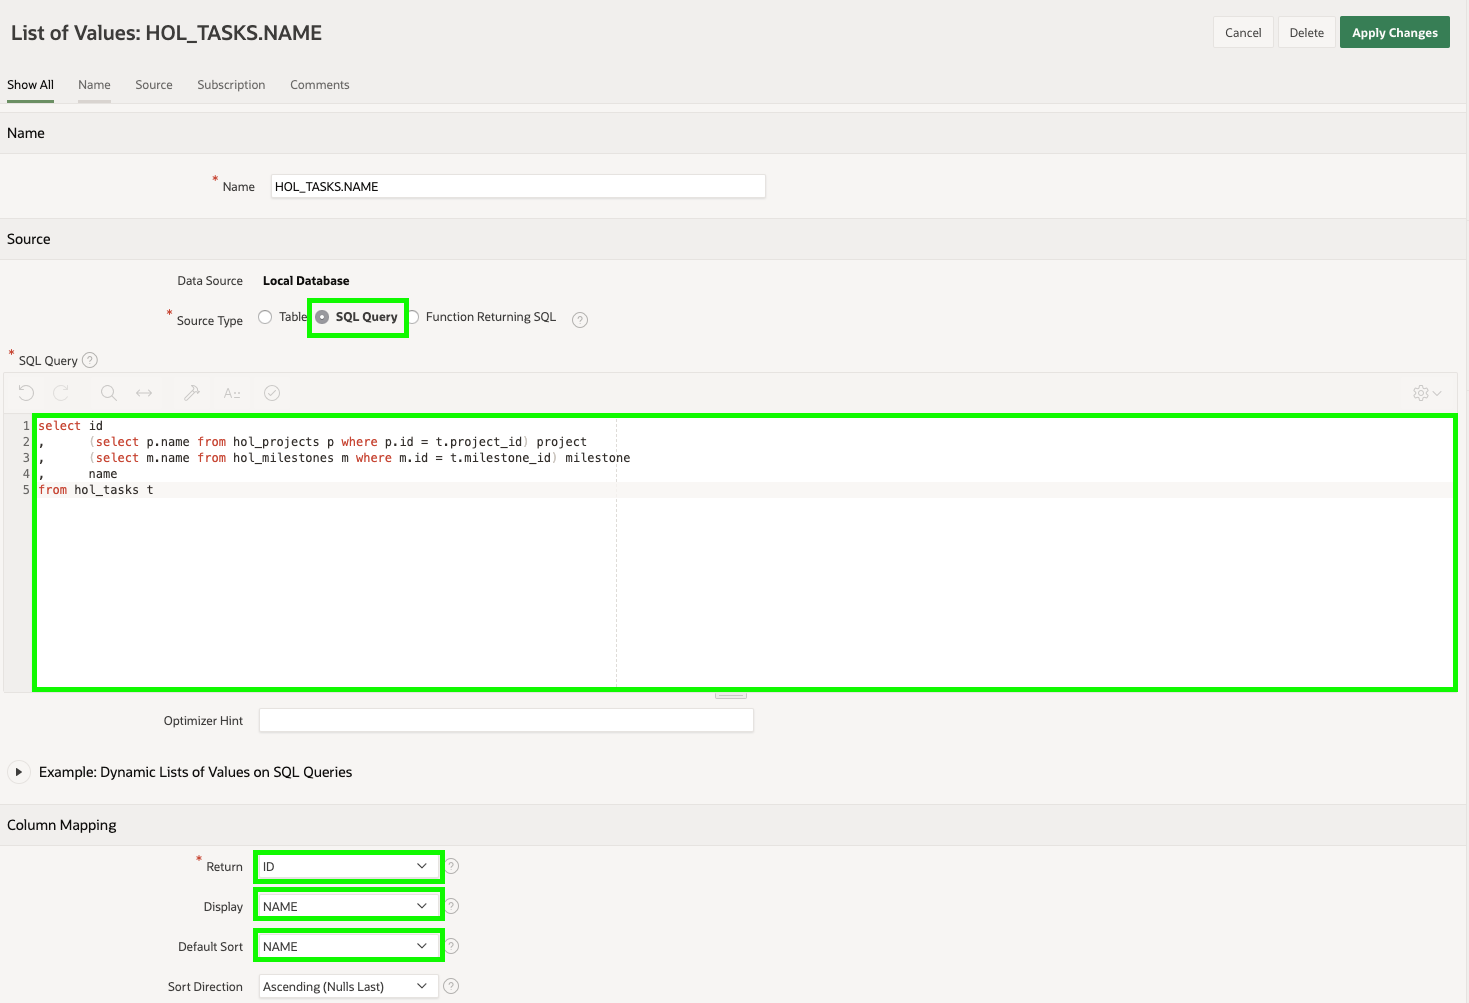 List of Values: HOL_TASKS.NAME
Cancel
Delete
Apply Changes
Show All
Name
Source
Subscription
Comments
Name
* Name
HOL_TASKS.NAME
Source
Data Source
Local Database
* Source Type
Table
SQL Query
Function Returning SQL
?
* SQL Query ?
1 select id
2 ,      (select p.name from hol_projects p where p.id = t.project_id) project
3 ,      (select m.name from hol_milestones m where m.id = t.milestone_id) milestone
4 ,      name
5 from hol_tasks t
Optimizer Hint
Example: Dynamic Lists of Values on SQL Queries
Column Mapping
* Return ID ?
Display NAME ?
Default Sort NAME ?
Sort Direction Ascending (Nulls Last) ?